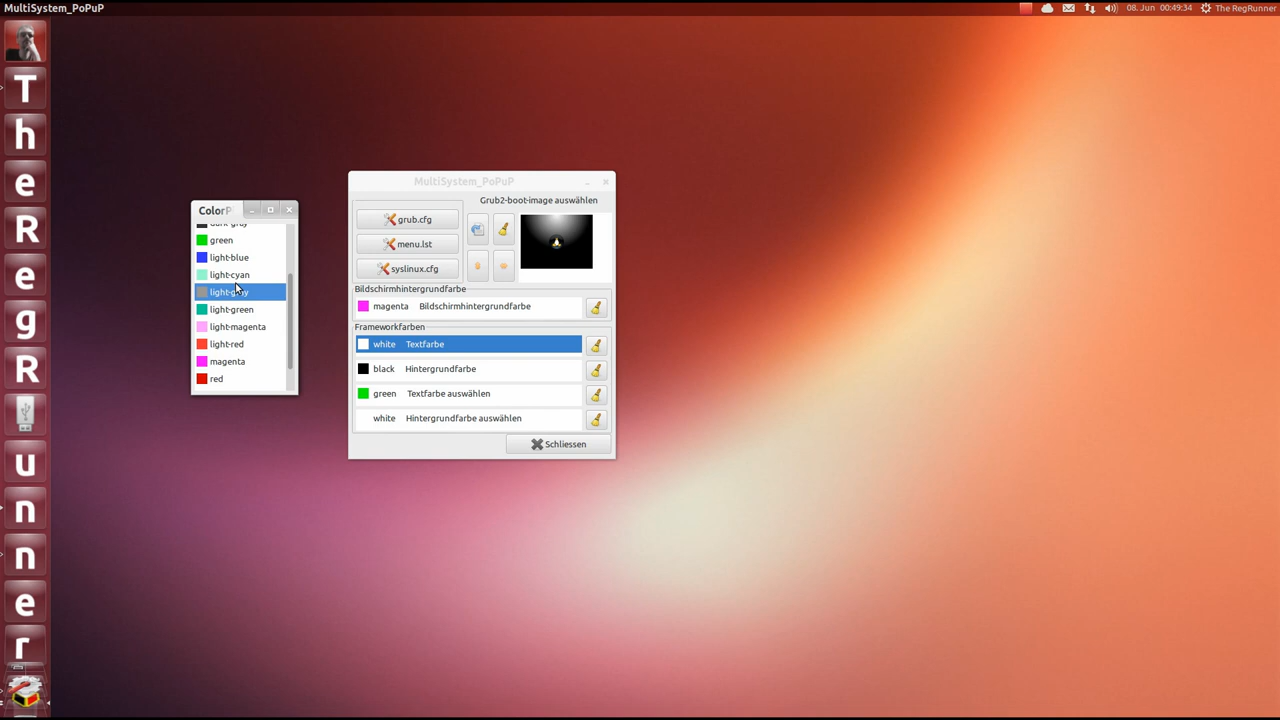 MultiSystem_PoPuP
08. Jun 00:49:34
The RegRunner
T
h
e
R
e
g
R
u
n
n
e
r
ColorP
dark-gray
green
light-blue
light-cyan
light-gray
light-green
light-magenta
light-red
magenta
red
MultiSystem_PoPuP
Grub2-boot-image auswählen
grub.cfg
menu.lst
syslinux.cfg
Bildschirmhintergrundfarbe
magenta Bildschirmhintergrundfarbe
Frameworkfarben
white Textfarbe
black Hintergrundfarbe
green Textfarbe auswählen
white Hintergrundfarbe auswählen
Schliessen